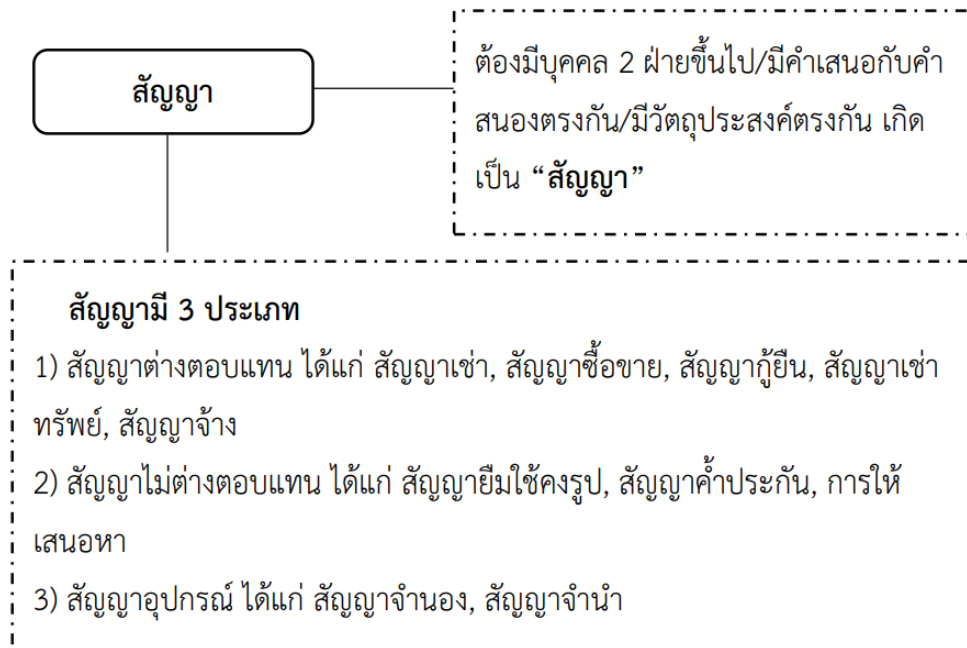 สัญญา
ต้องมีบุคคล 2 ฝ่ายขึ้นไป/มีคำเสนอกับคำ
สนองตรงกัน/มีวัตถุประสงค์ตรงกัน เกิด
เป็น “สัญญา”
สัญญามี 3 ประเภท
1) สัญญาต่างตอบแทน ได้แก่ สัญญาเช่า, สัญญาซื้อขาย, สัญญากู้ยืน, สัญญาเช่า
ทรัพย์, สัญญาจ้าง
2) สัญญาไม่ต่างตอบแทน ได้แก่ สัญญายืมใช้คงรูป, สัญญาค้ำประกัน, การให้
เสนอหา
3) สัญญาอุปกรณ์ ได้แก่ สัญญาจำนอง, สัญญาจำนำ